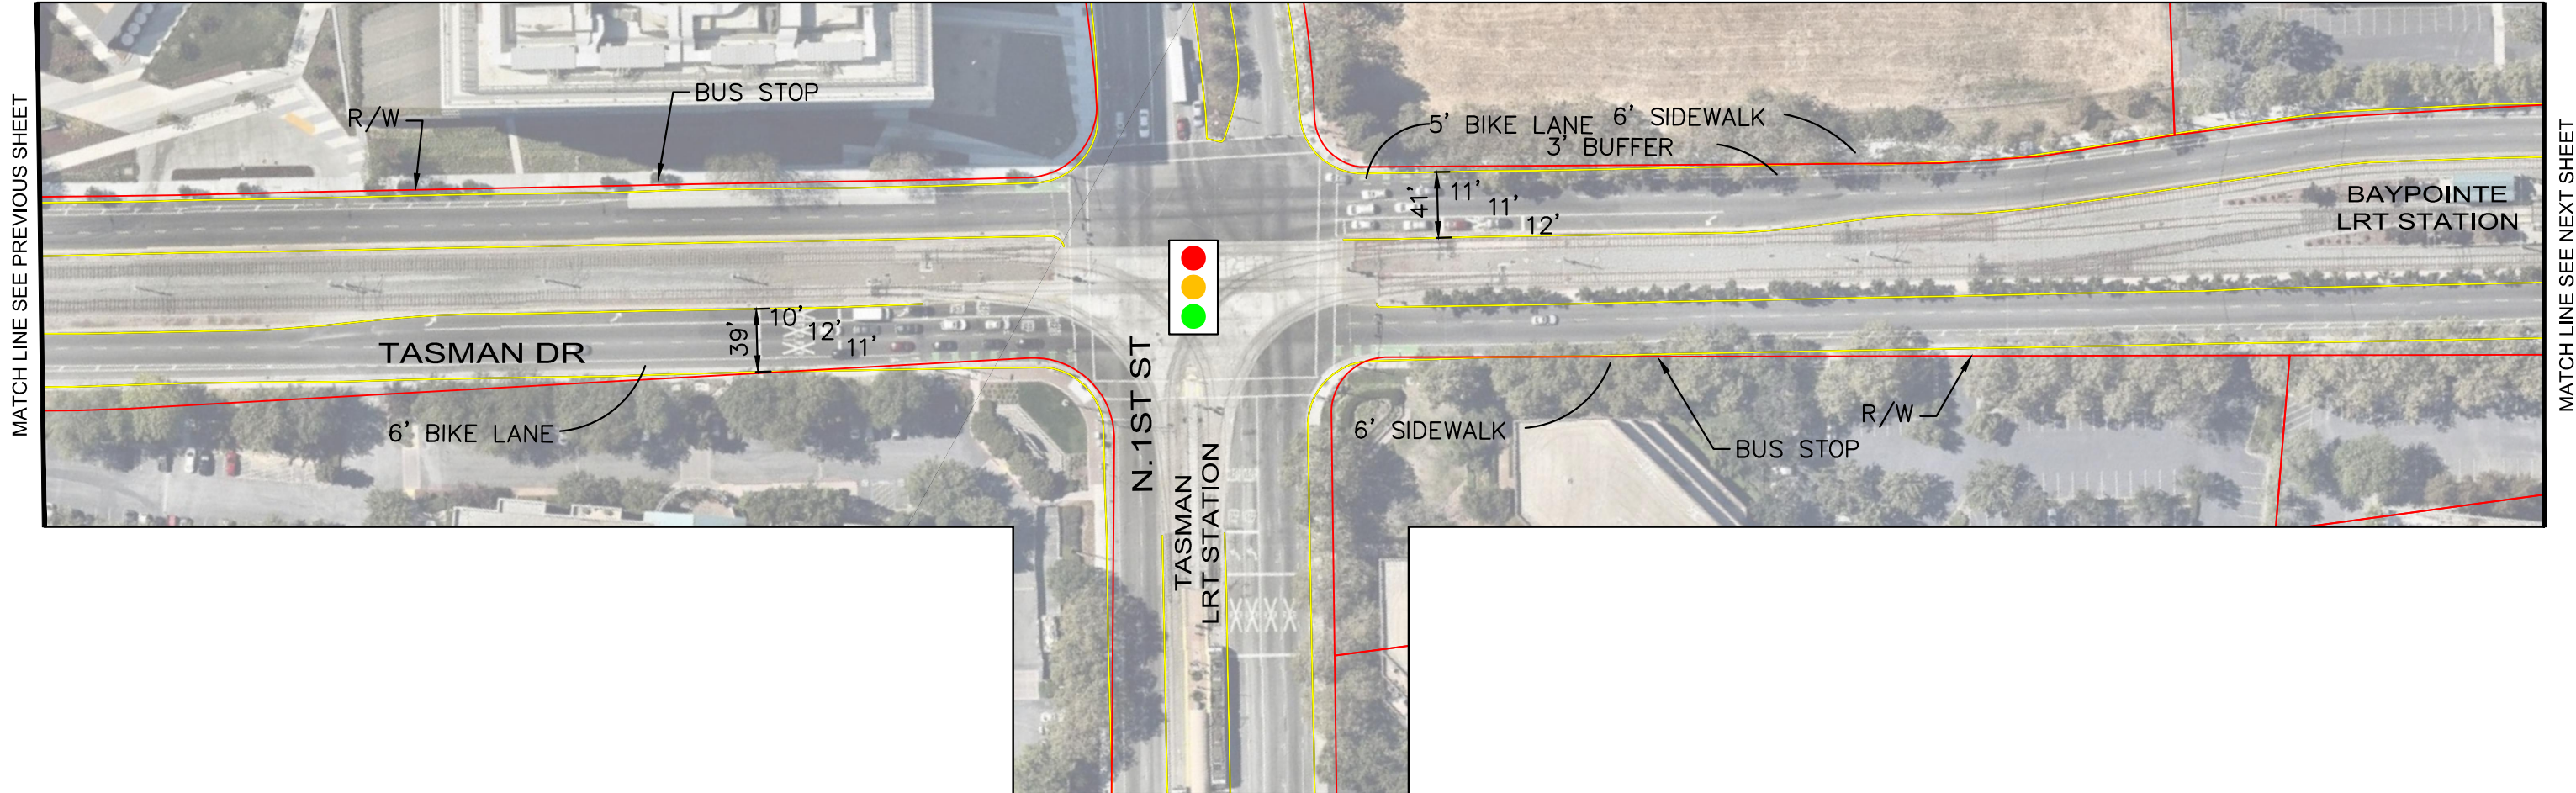 MATCH LINE SEE PREVIOUS SHEET
R/W
BUS STOP
5' BIKE LANE
6' SIDEWALK
3' BUFFER
41'
11'
11'
12'
BAYPOINTE
LRT STATION
MATCH LINE SEE NEXT SHEET
TASMAN DR
39'
10'
12'
11'
6' BIKE LANE
N. 1ST ST
TASMAN
LRT STATION
6' SIDEWALK
BUS STOP
R/W